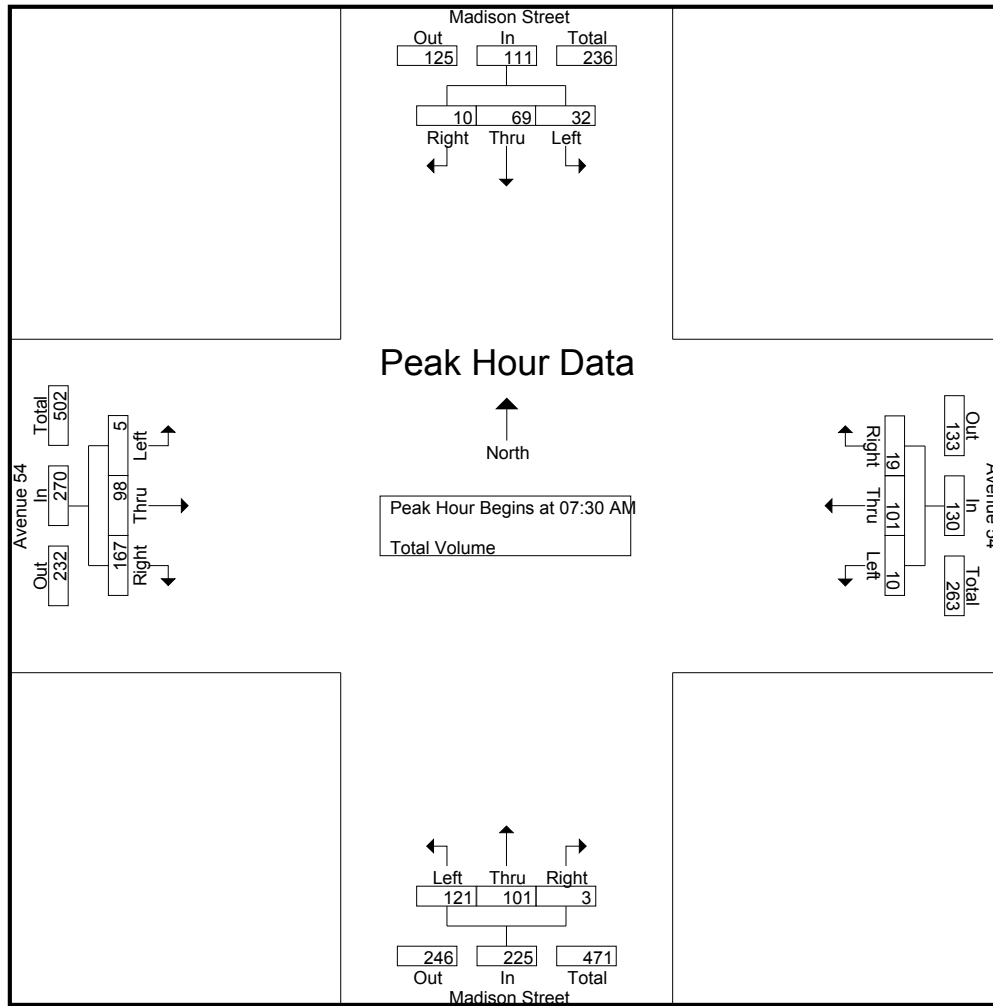 Madison Street
Out In Total
125 111 236
10 69 32
Right Thru Left
Peak Hour Data
North
Peak Hour Begins at 07:30 AM
Total Volume
Avenue 54
Total In Out
502 270 232
5 98 167
Left Thru Right
Right Thru Left
19 101 10
Out In Total
133 130 263
Avenue 54
Left Thru Right
121 101 3
246 225 471
Out In Total
Madison Street